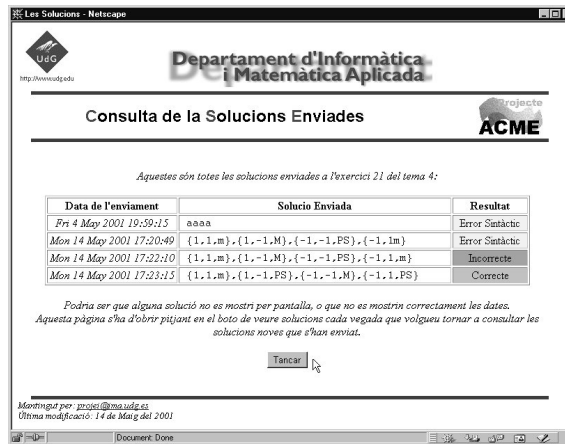 Les Solucions - Netscape
UdG
http://www.udg.edu
Departament d'Informàtica
i Matemàtica Aplicada
Consulta de la Solucions Enviades
Projecte
ACME
Aquestes són totes les solucions enviades a l'exercici 21 del tema 4:
Data de l'enviament Solucio Enviada Resultat
Fri 4 May 2001 19:59:15 aaaa Error Sintàctic
Mon 14 May 2001 17:20:49 {1,1,m},{1,-1,M},{-1,-1,PS},{-1,1m} Error Sintàctic
Mon 14 May 2001 17:22:10 {1,1,m},{1,-1,M},{-1,-1,PS},{-1,1,m} Incorrecte
Mon 14 May 2001 17:23:15 {1,1,m},{1,-1,PS},{-1,-1,M},{-1,1,PS} Correcte
Podria ser que alguna solució no es mostri per pantalla, o que no es mostrin correctament les dates.
Aquesta pàgina s'ha d'obrir pitjant en el boto de veure solucions cada vegada que volgueu tornar a consultar les
solucions noves que s'han enviat.
Tancar
Mantingut per: projei@ima.udg.es
Última modificació: 14 de Maig del 2001
Document: Done